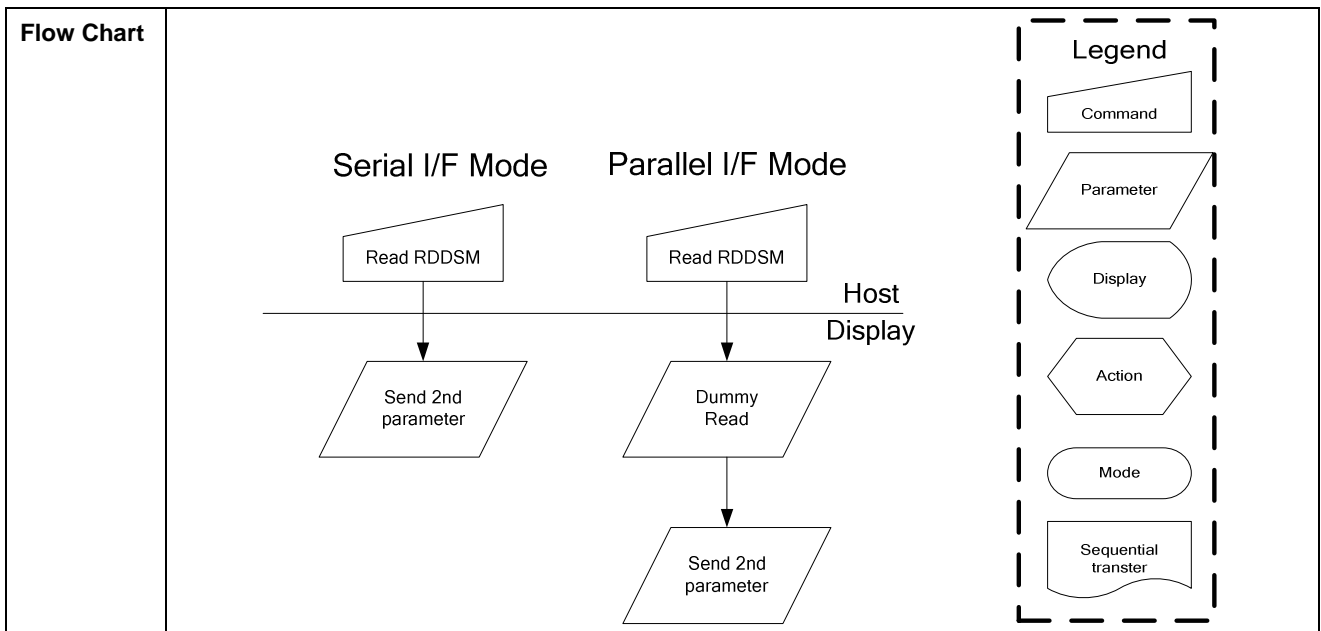 Flow Chart
Serial I/F Mode
Parallel I/F Mode
Read RDDSM
Read RDDSM
Host
Display
Send 2nd
parameter
Dummy
Read
Send 2nd
parameter
Legend
Command
Parameter
Display
Action
Mode
Sequential
transter